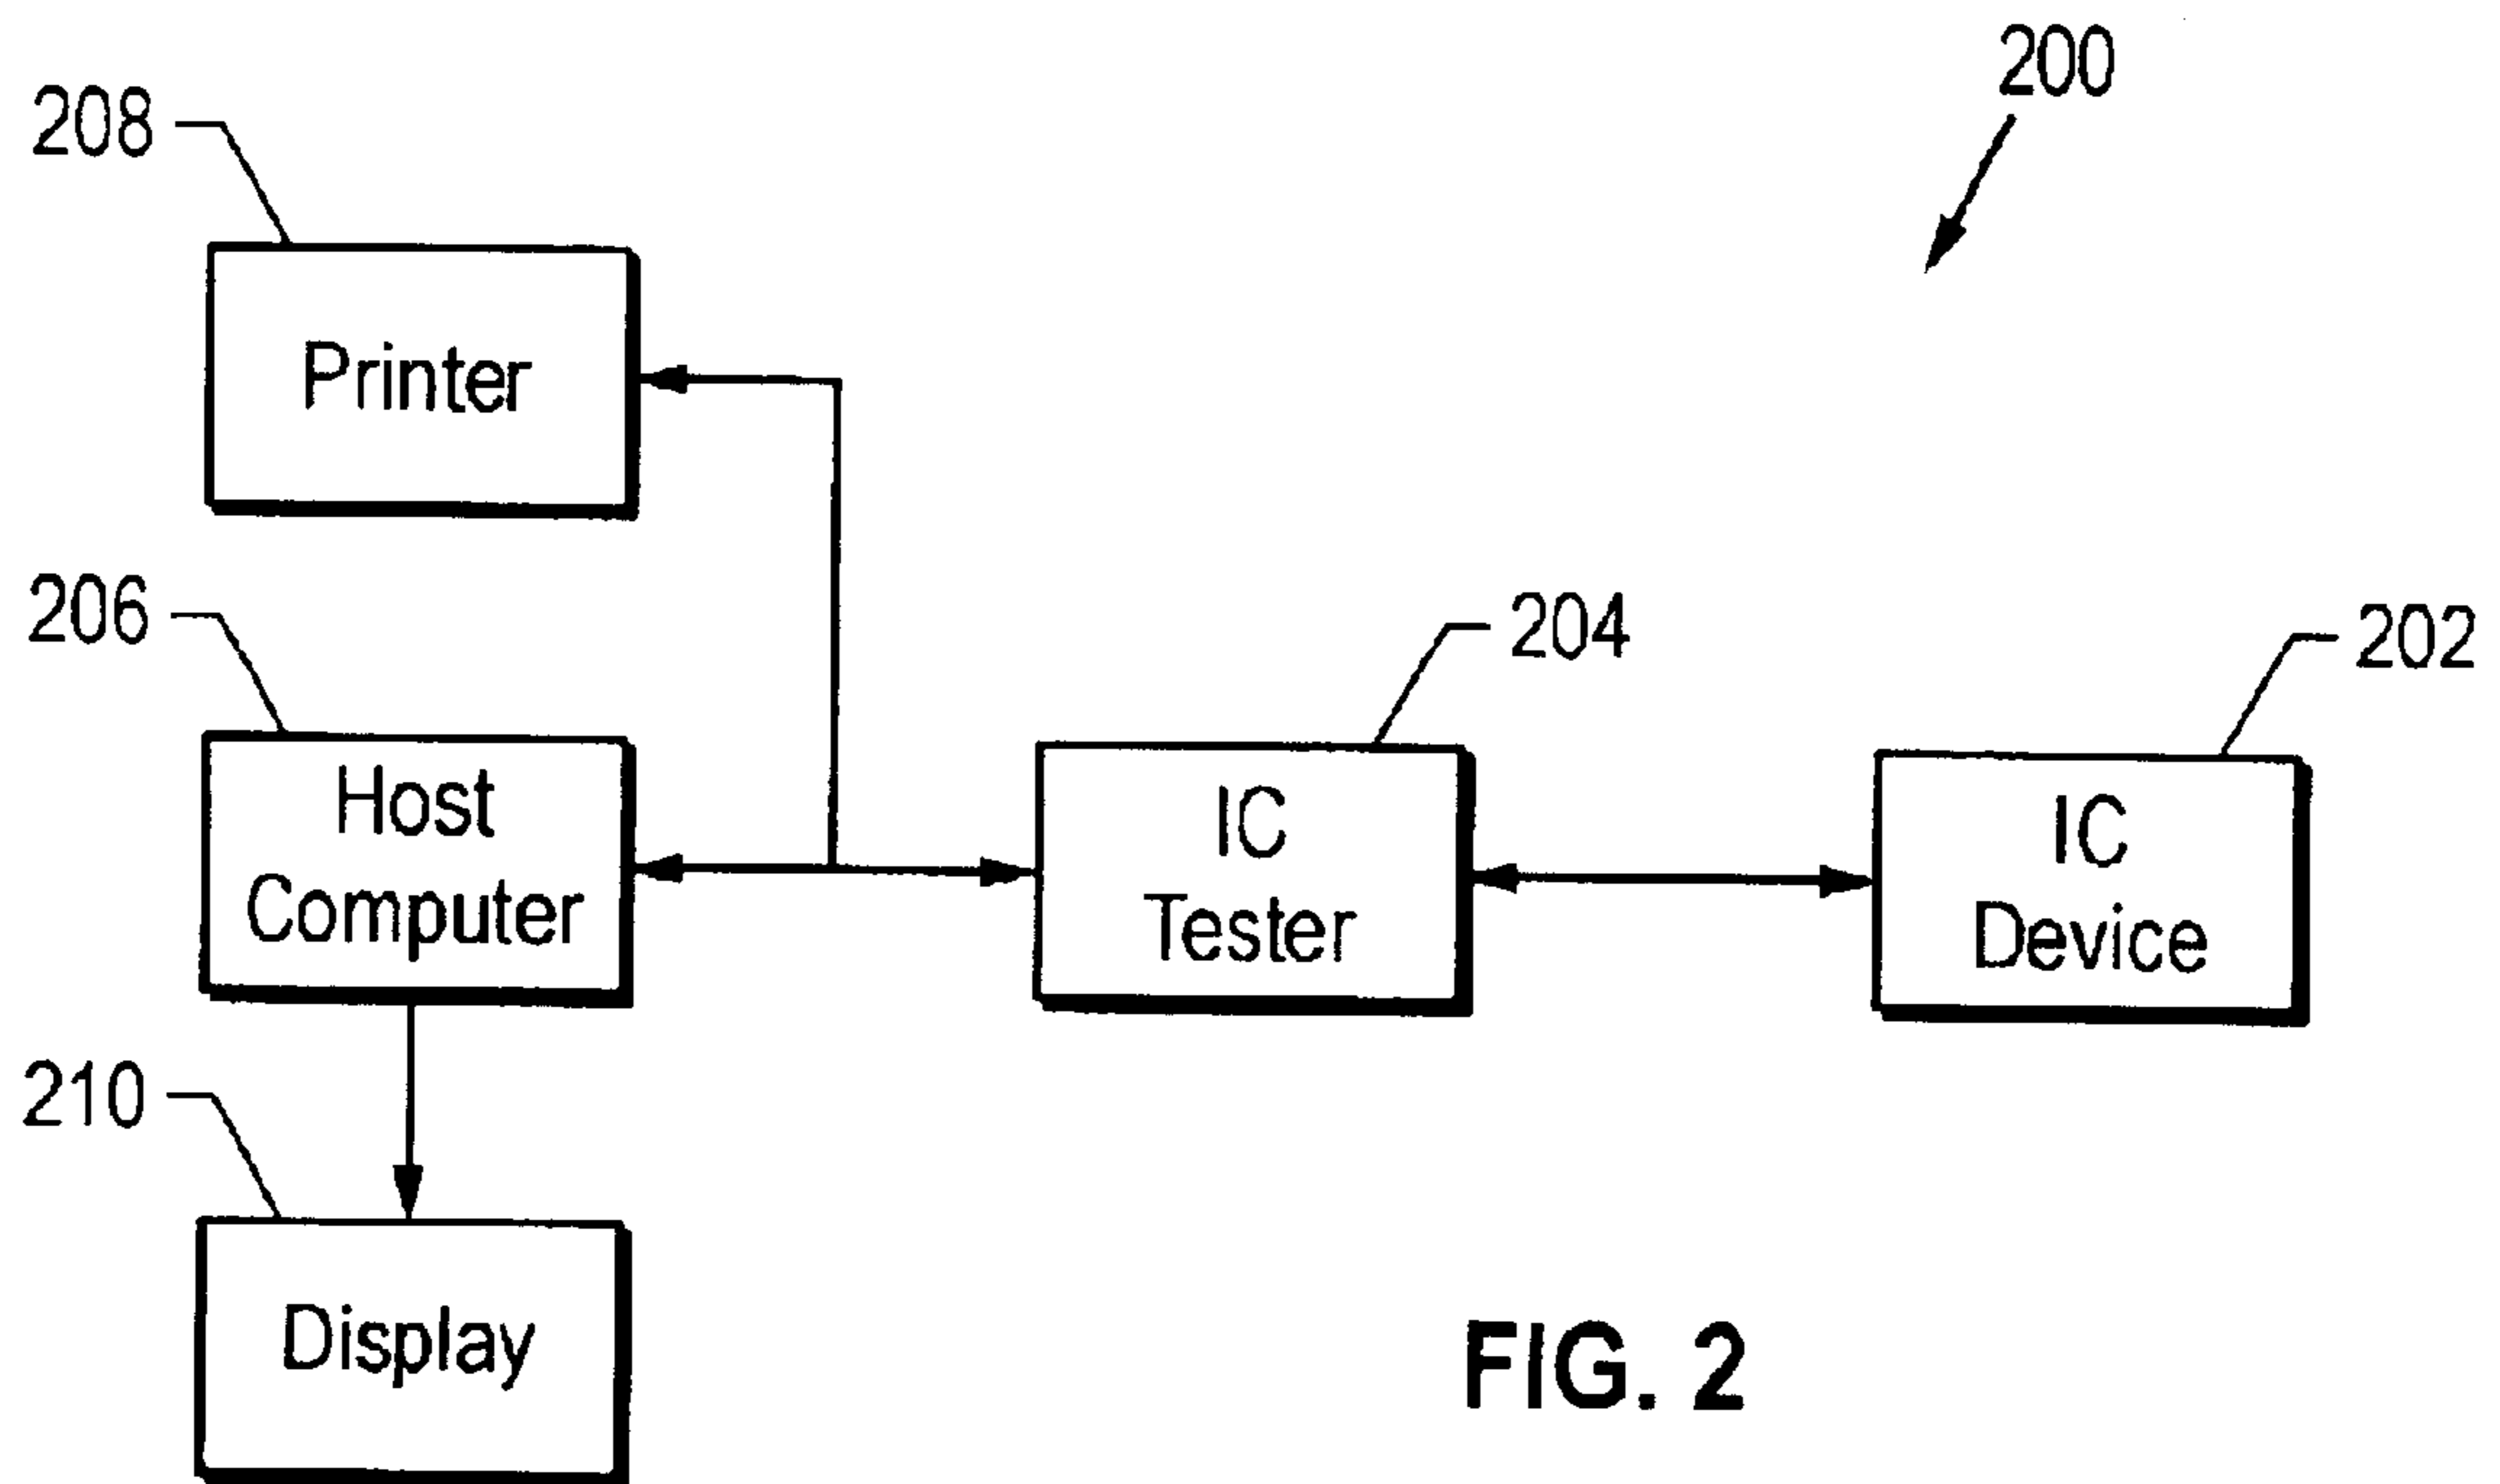 200
208
Printer
206
204
202
Host
Computer
IC
Tester
IC
Device
210
Display
FIG. 2